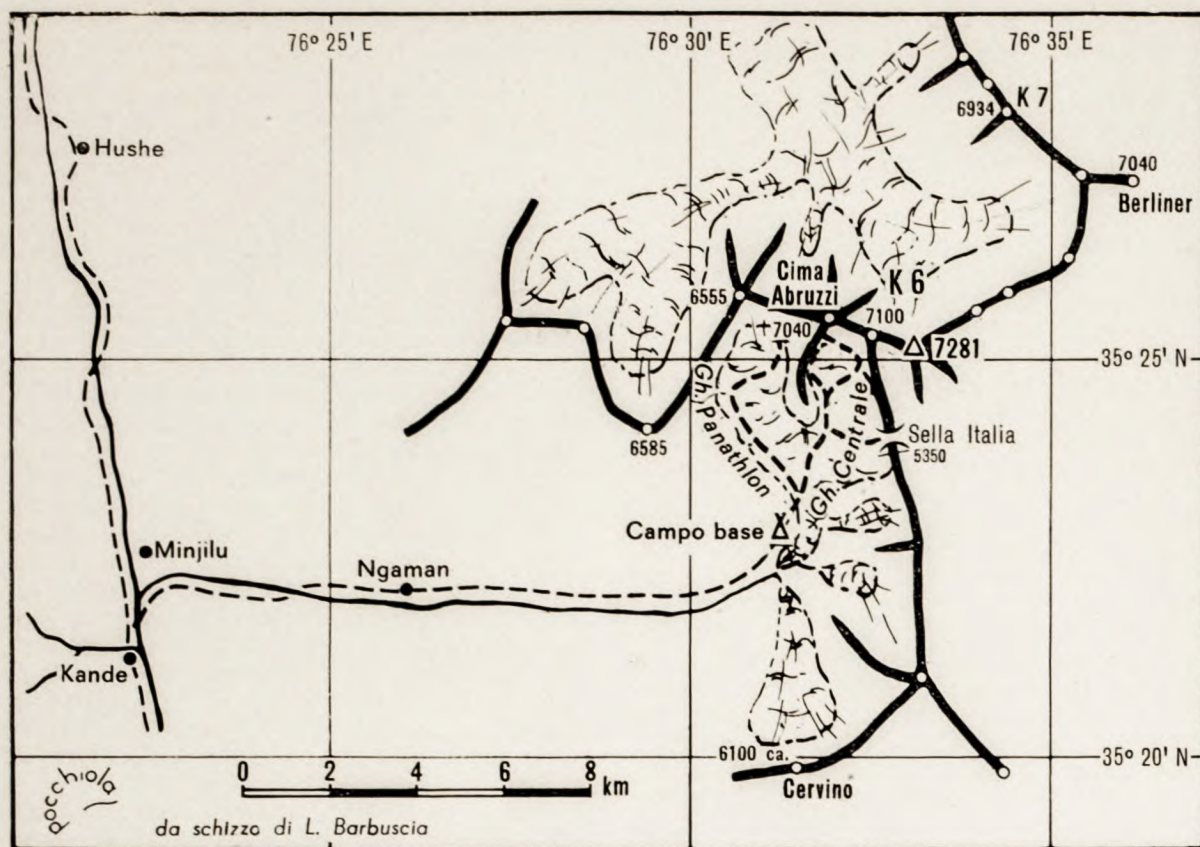 76° 25' E
76° 30' E
76° 35' E
6934
K 7
Hushe
7040
Berliner
Cima
Abruzzi
K 6
6555
7040
7100
7281
35° 25' N
Gh. Panathlon
Gh. Centrale
6585
Sella Italia
5350
Campo base
Minjilu
Ngaman
Kande
6100 ca.
35° 20' N
Cervino
0 2 4 6 8 km
Pocchiola
da schizzo di L. Barbuscia